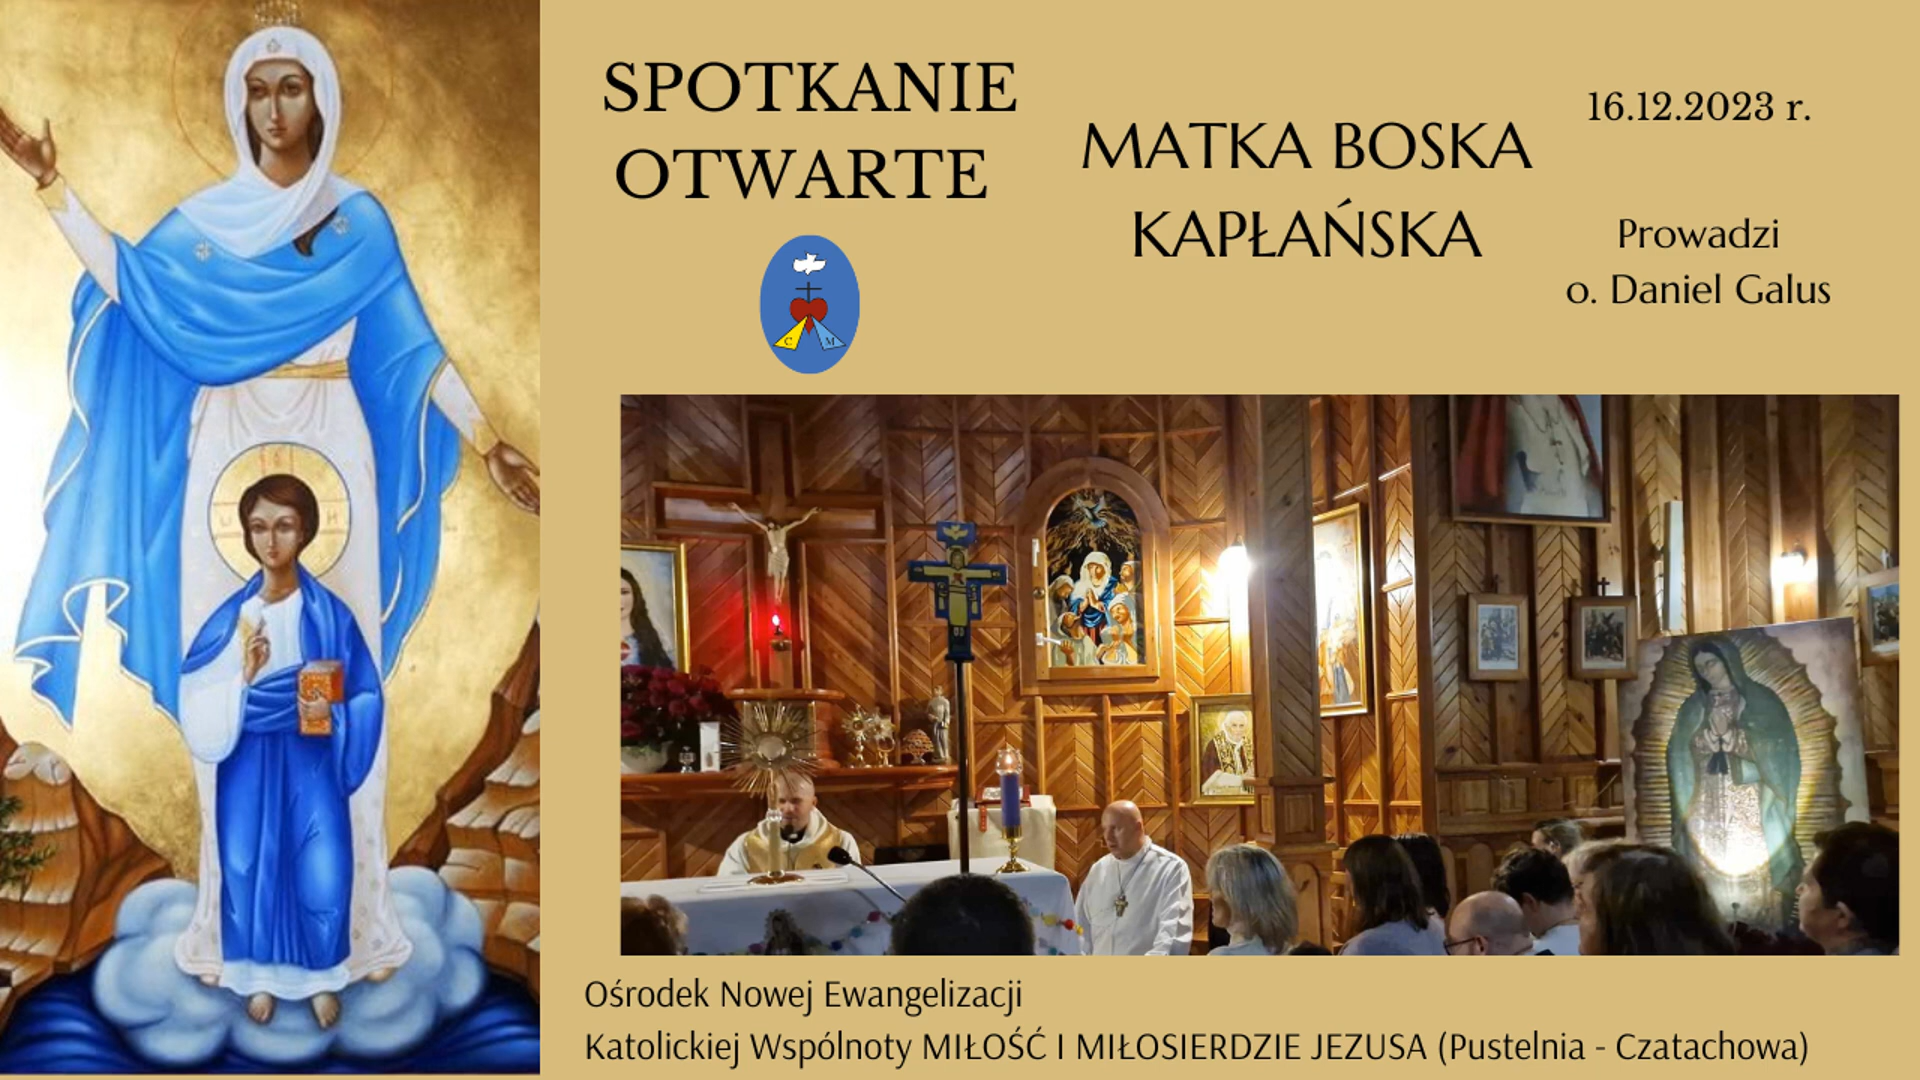 SPOTKANIE
OTWARTE
MATKA BOSKA
KAPŁAŃSKA
16.12.2023 r.
Prowadzi
o. Daniel Galus
C M
Ośrodek Nowej Ewangelizacji
Katolickiej Wspólnoty MIŁOŚĆ I MIŁOSIERDZIE JEZUSA (Pustelnia - Czatachowa)